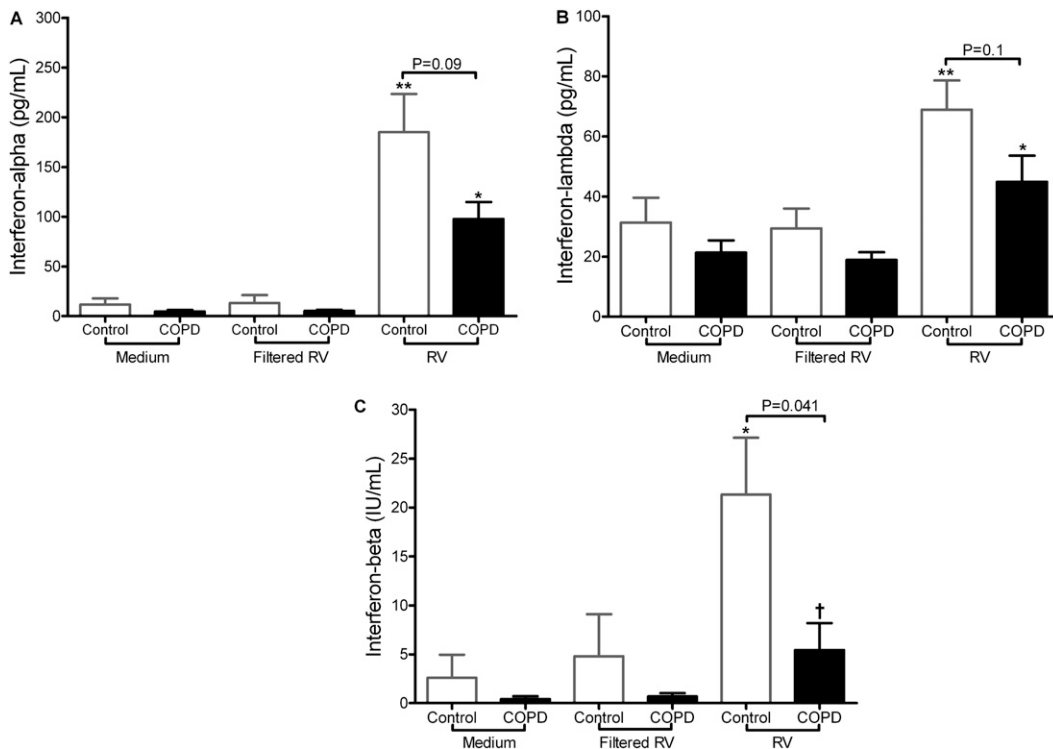 A
Interferon-alpha (pg/mL)
300
250
200
150
100
50
0
P=0.09
**
*
Control COPD Control COPD Control COPD
Medium Filtered RV RV
B
Interferon-lambda (pg/mL)
100
80
60
40
20
0
P=0.1
**
*
Control COPD Control COPD Control COPD
Medium Filtered RV RV
C
Interferon-beta (IU/mL)
30
25
20
15
10
5
0
P=0.041
*
†
Control COPD Control COPD Control COPD
Medium Filtered RV RV